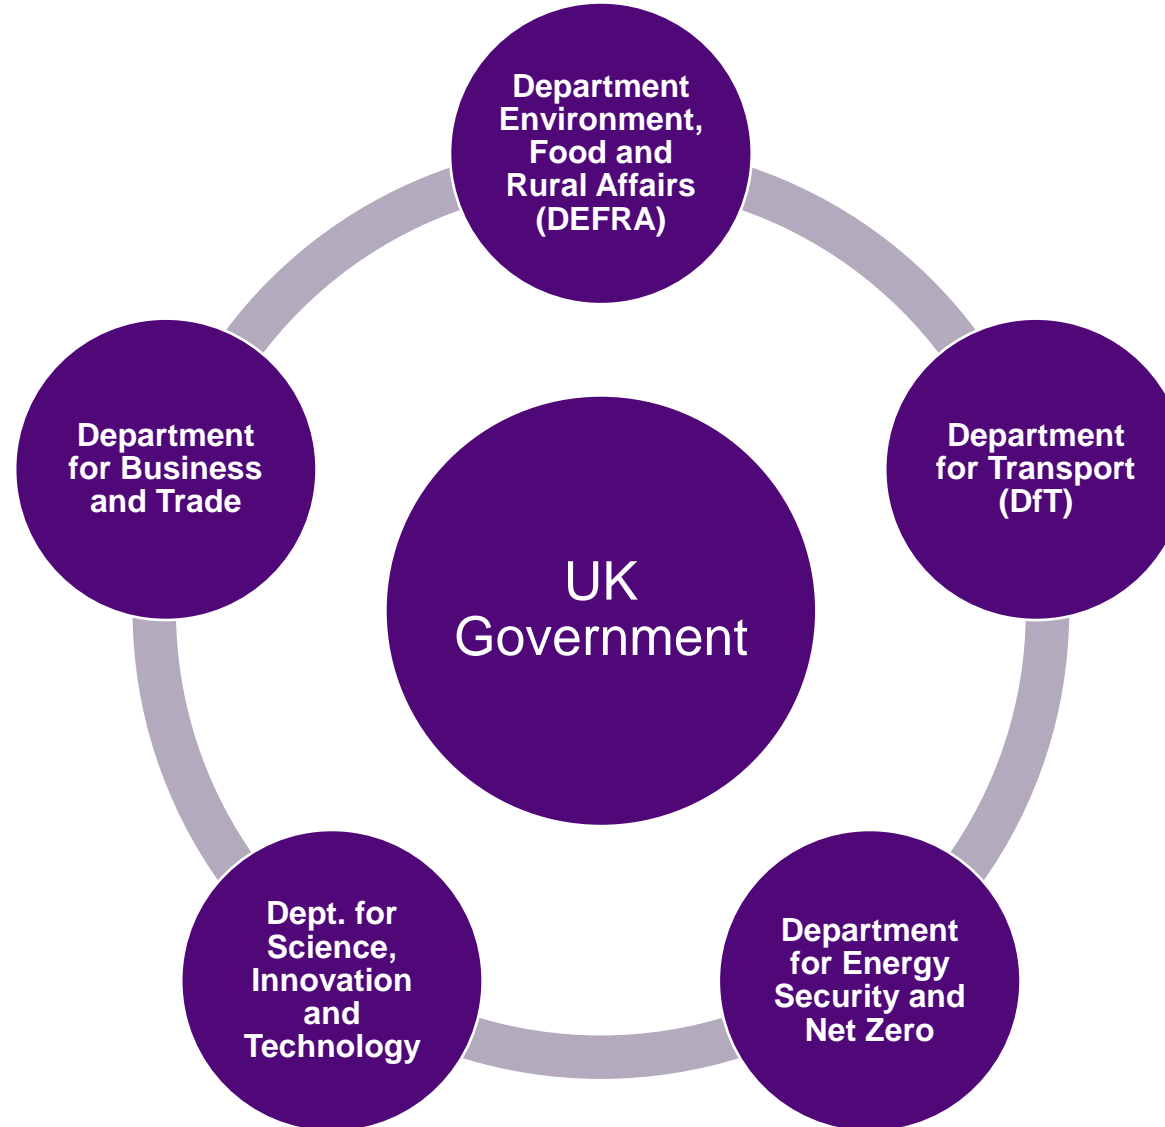 Department
Environment,
Food and
Rural Affairs
(DEFRA)
Department
for Business
and Trade
Department
for Transport
(DfT)
UK
Government
Dept. for
Science,
Innovation
and
Technology
Department
for Energy
Security and
Net Zero